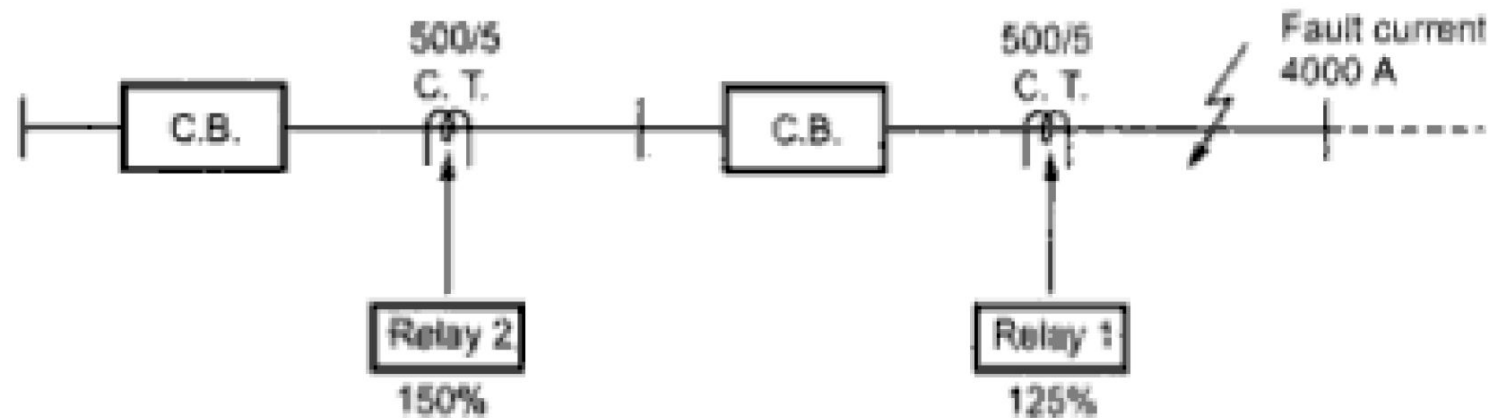 500/5
C. T.
500/5
C. T.
Fault current
4000 A
C.B.
C.B.
Relay 2
Relay 1
150%
125%